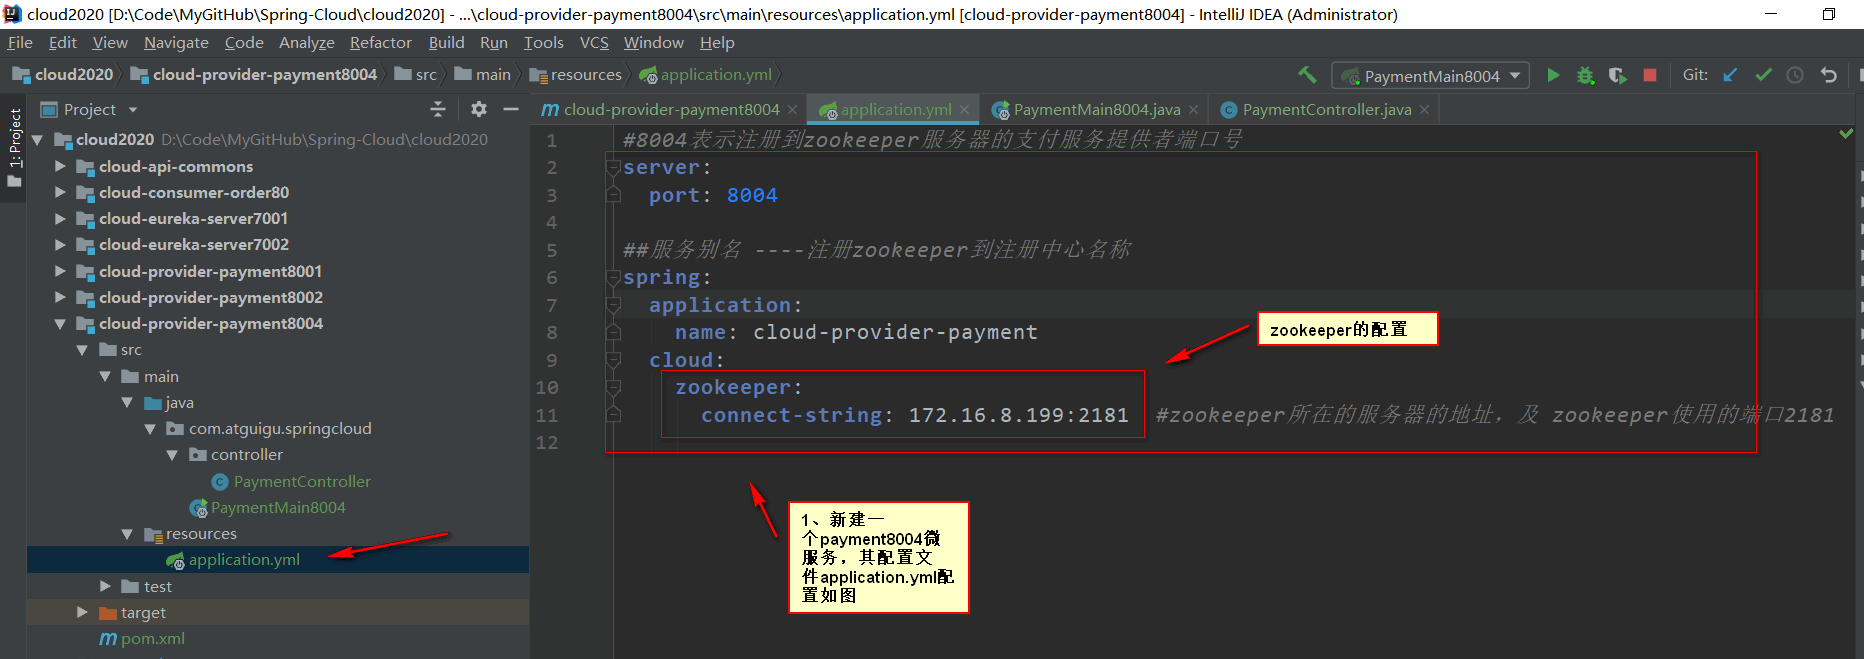 cloud2020 [D:\Code\MyGitHub\Spring-Cloud\cloud2020] - ...\cloud-provider-payment8004\src\main\resources\application.yml [cloud-provider-payment8004] - IntelliJ IDEA (Administrator)
File Edit View Navigate Code Analyze Refactor Build Run Tools VCS Window Help
cloud2020 cloud-provider-payment8004 src main resources application.yml PaymentMain8004 Git:
1: Project
Project
cloud2020 D:\Code\MyGitHub\Spring-Cloud\cloud2020
cloud-api-commons
cloud-consumer-order80
cloud-eureka-server7001
cloud-eureka-server7002
cloud-provider-payment8001
cloud-provider-payment8002
cloud-provider-payment8004
src
main
java
com.atguigu.springcloud
controller
PaymentController
PaymentMain8004
resources
application.yml
test
target
pom.xml
cloud-provider-payment8004 application.yml PaymentMain8004.java PaymentController.java
1 #8004表示注册到zookeeper服务器的支付服务提供者端口号
2 server:
3 port: 8004
4
5 ##服务别名 ----注册zookeeper到注册中心名称
6 spring:
7 application:
8 name: cloud-provider-payment
9 cloud:
10 zookeeper:
11 connect-string: 172.16.8.199:2181 #zookeeper所在的服务器的地址，及 zookeeper使用的端口2181
12
zookeeper的配置
1、新建一
个payment8004微
服务，其配置文
件application.yml配
置如图